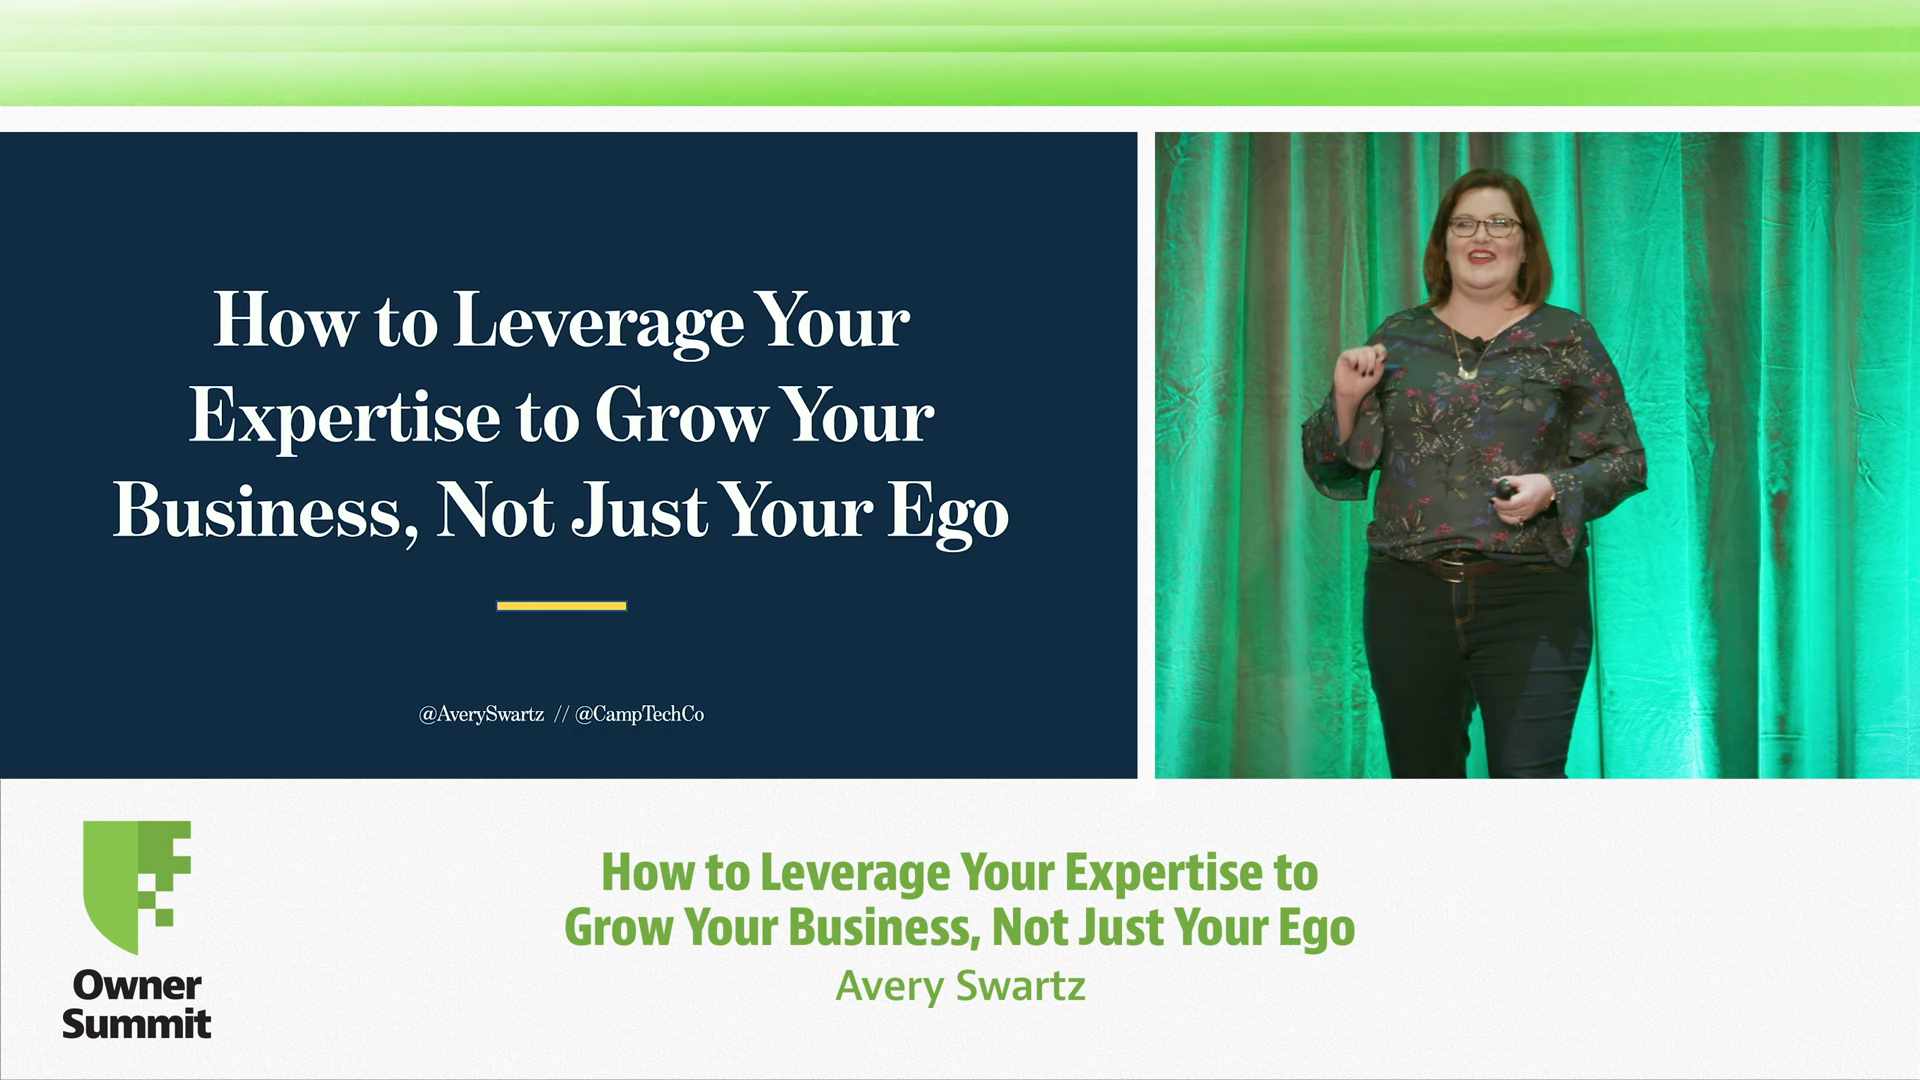 How to Leverage Your
Expertise to Grow Your
Business, Not Just Your Ego
@AverySwartz // @CampTechCo
Owner
Summit
How to Leverage Your Expertise to
Grow Your Business, Not Just Your Ego
Avery Swartz